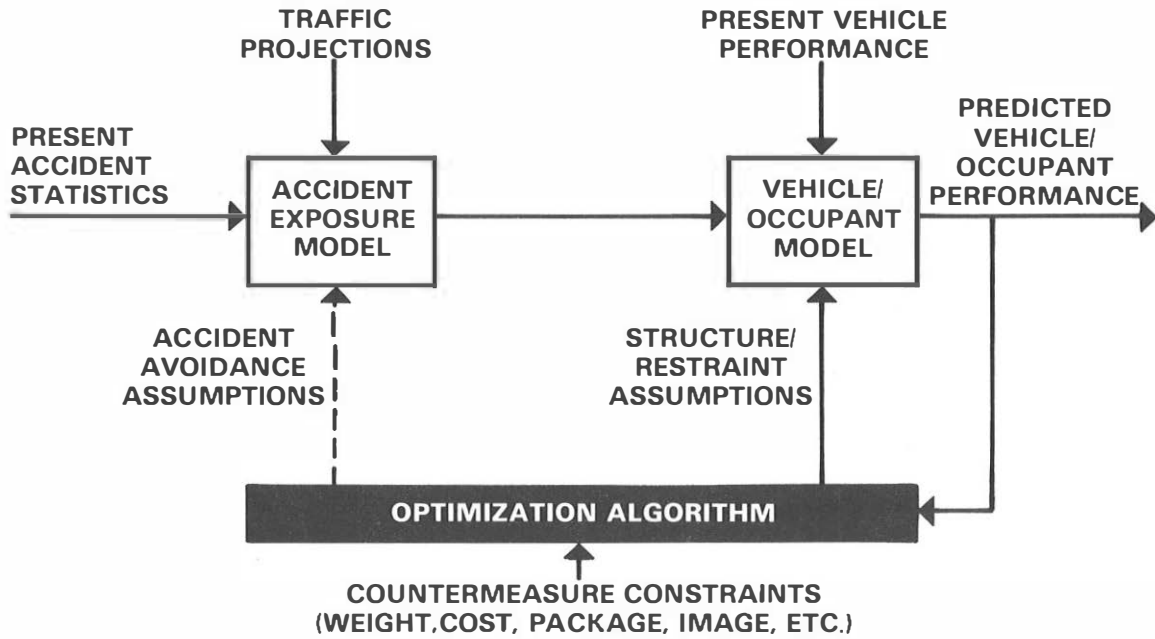 TRAFFIC
PROJECTIONS
PRESENT VEHICLE
PERFORMANCE
PRESENT
ACCIDENT
STATISTICS
ACCIDENT
EXPOSURE
MODEL
VEHICLE/
OCCUPANT
MODEL
PREDICTED
VEHICLE/
OCCUPANT
PERFORMANCE
ACCIDENT
AVOIDANCE
ASSUMPTIONS
STRUCTURE/
RESTRAINT
ASSUMPTIONS
OPTIMIZATION ALGORITHM
COUNTERMEASURE CONSTRAINTS
(WEIGHT,COST, PACKAGE, IMAGE, ETC.)